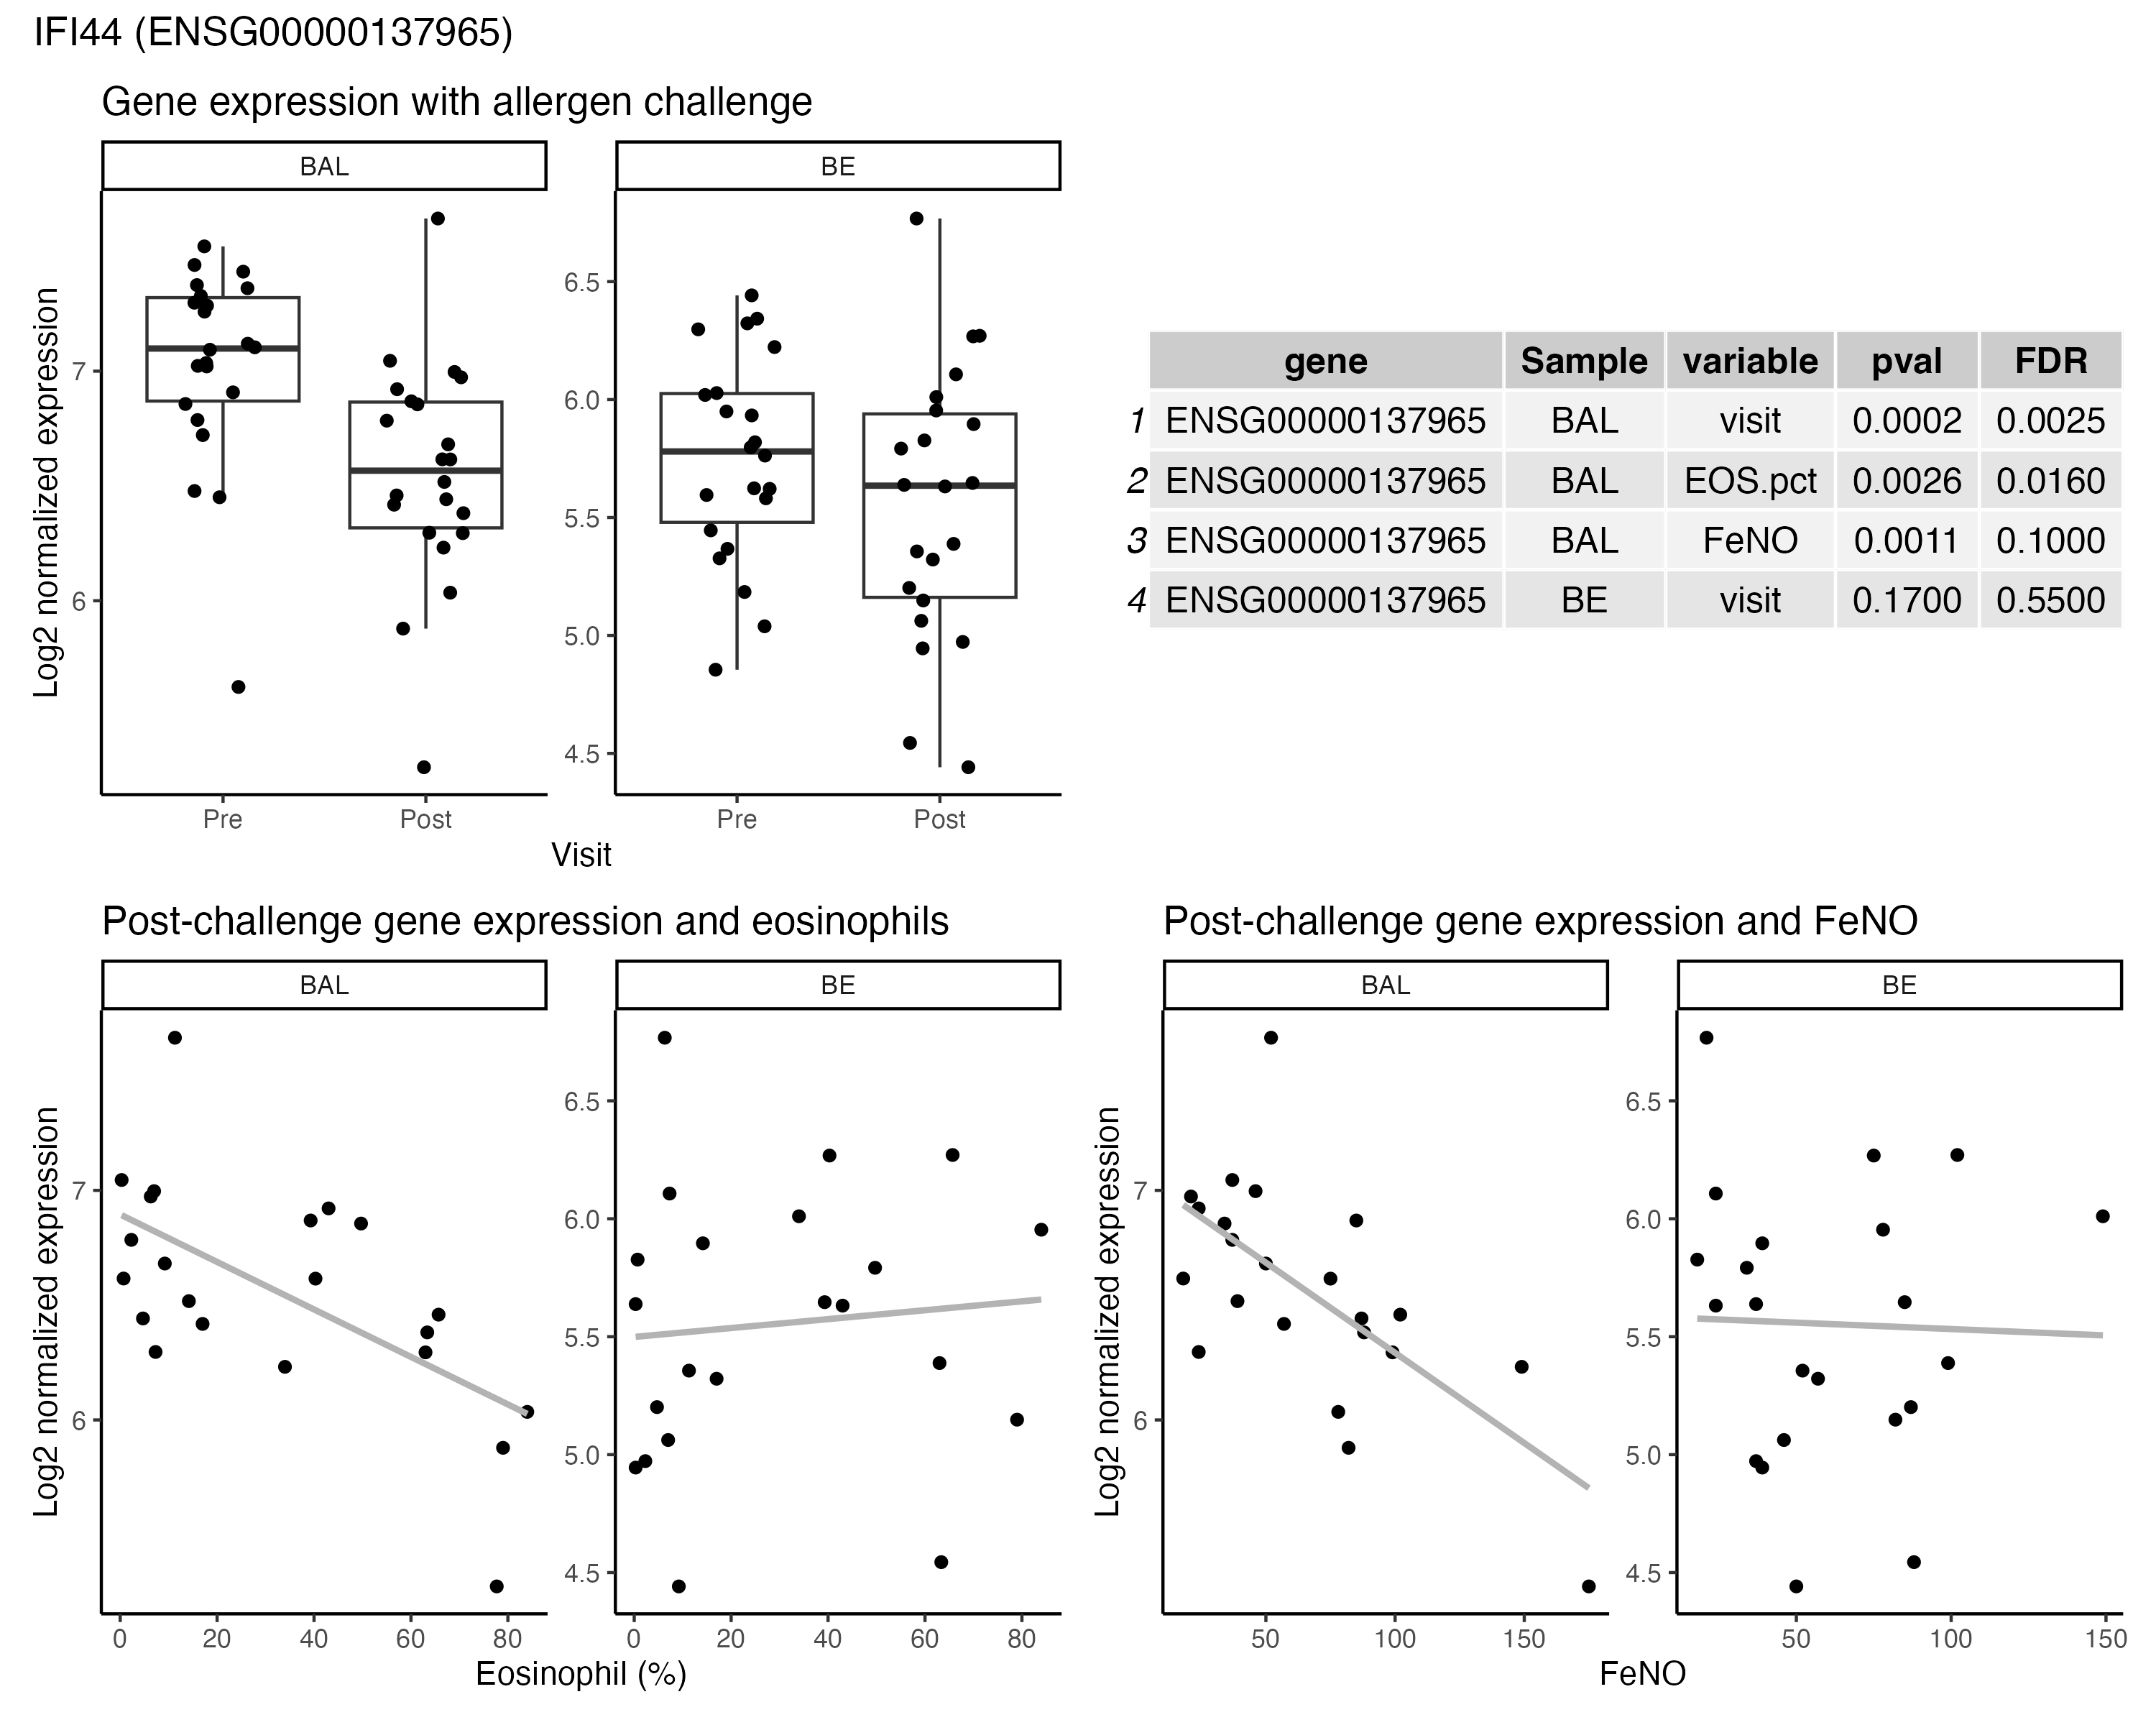 IFI44 (ENSG00000137965)
Gene expression with allergen challenge
BAL
BE
Log2 normalized expression
7
6
6.5
6.0
5.5
5.0
4.5
Pre
Post
Pre
Post
Visit
gene Sample variable pval FDR
1 ENSG00000137965 BAL visit 0.0002 0.0025
2 ENSG00000137965 BAL EOS.pct 0.0026 0.0160
3 ENSG00000137965 BAL FeNO 0.0011 0.1000
4 ENSG00000137965 BE visit 0.1700 0.5500
Post-challenge gene expression and eosinophils
BAL
BE
Log2 normalized expression
7
6
6.5
6.0
5.5
5.0
4.5
0 20 40 60 80
0 20 40 60 80
Eosinophil (%)
Post-challenge gene expression and FeNO
BAL
BE
Log2 normalized expression
7
6
6.5
6.0
5.5
5.0
4.5
50 100 150
50 100 150
FeNO